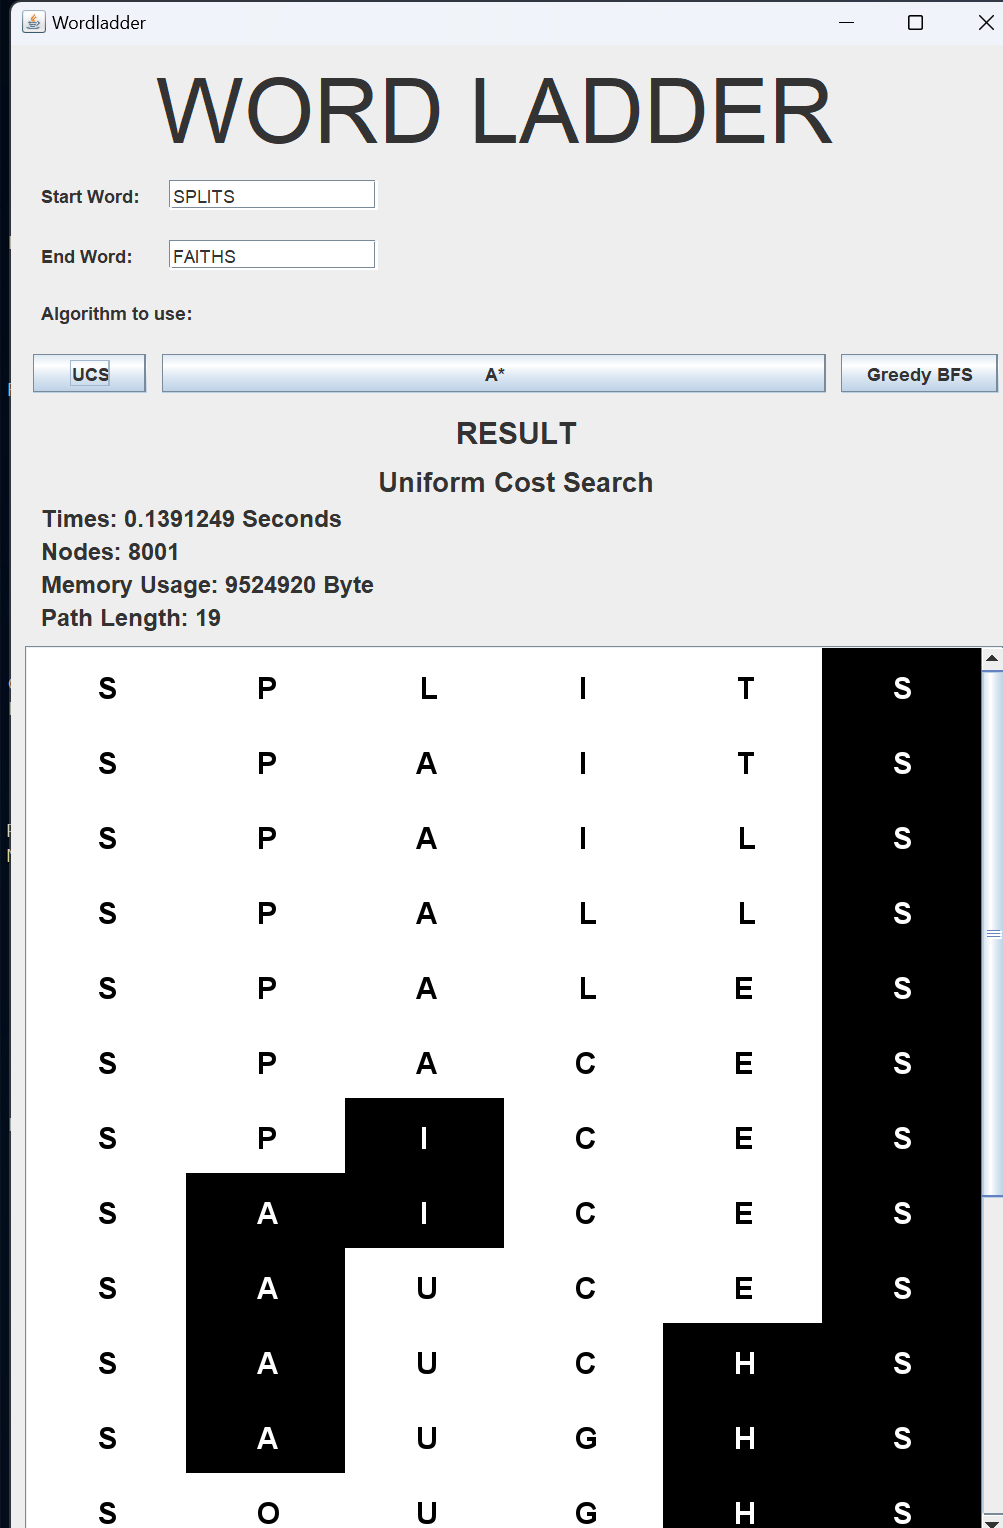 Wordladder
WORD LADDER
Start Word: SPLITS
End Word: FAITHS
Algorithm to use:
UCS A* Greedy BFS
RESULT
Uniform Cost Search
Times: 0.1391249 Seconds
Nodes: 8001
Memory Usage: 9524920 Byte
Path Length: 19
S P L I T S
S P A I T S
S P A I L S
S P A L L S
S P A L E S
S P A C E S
S P I C E S
S A I C E S
S A U C E S
S A U C H S
S A U G H S
S O U G H S